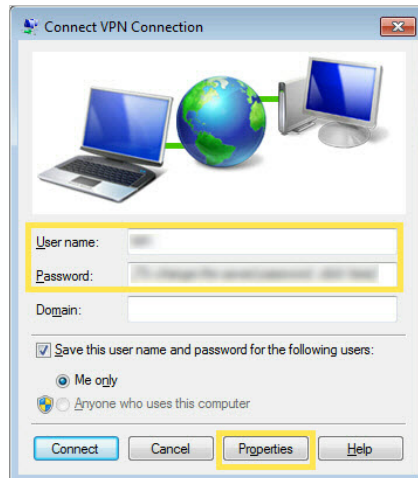 Connect VPN Connection
User name:
Password:
Domain:
Save this user name and password for the following users:
Me only
Anyone who uses this computer
Connect Cancel Properties Help